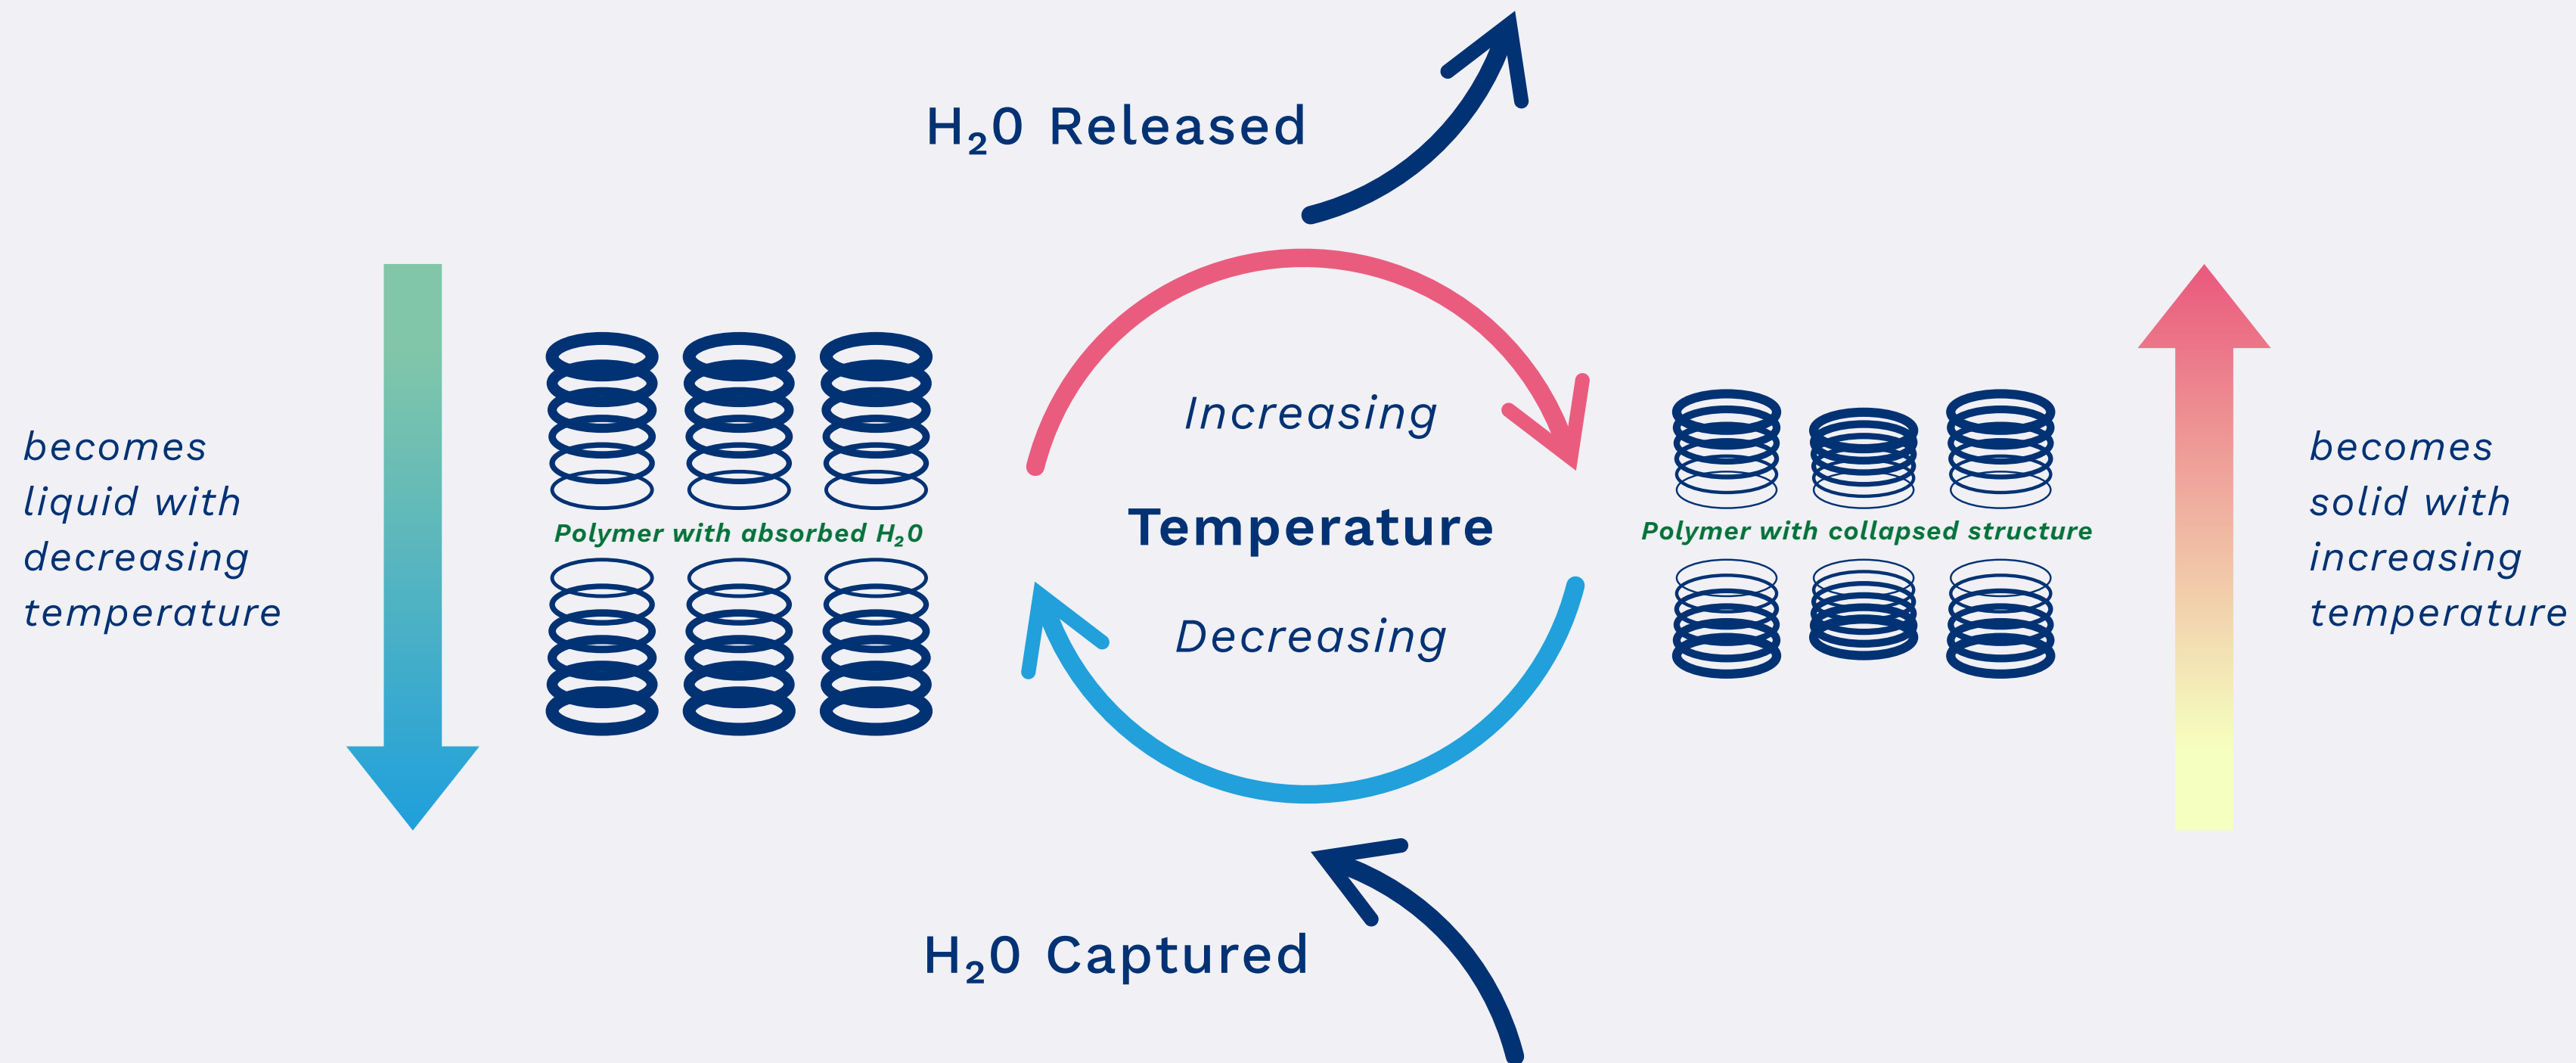 H₂0 Released
becomes
liquid with
decreasing
temperature
Polymer with absorbed H₂0
Increasing
Temperature
Decreasing
Polymer with collapsed structure
becomes
solid with
increasing
temperature
H₂0 Captured